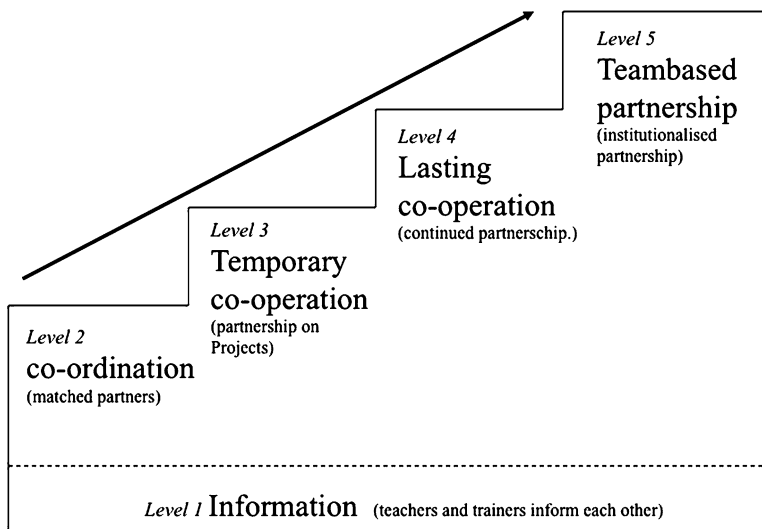 Level 5
Teambased
partnership
(institutionalised
partnership)
Level 4
Lasting
co-operation
(continued partnerschip.)
Level 3
Temporary
co-operation
(partnership on
Projects)
Level 2
co-ordination
(matched partners)
Level 1 Information (teachers and trainers inform each other)